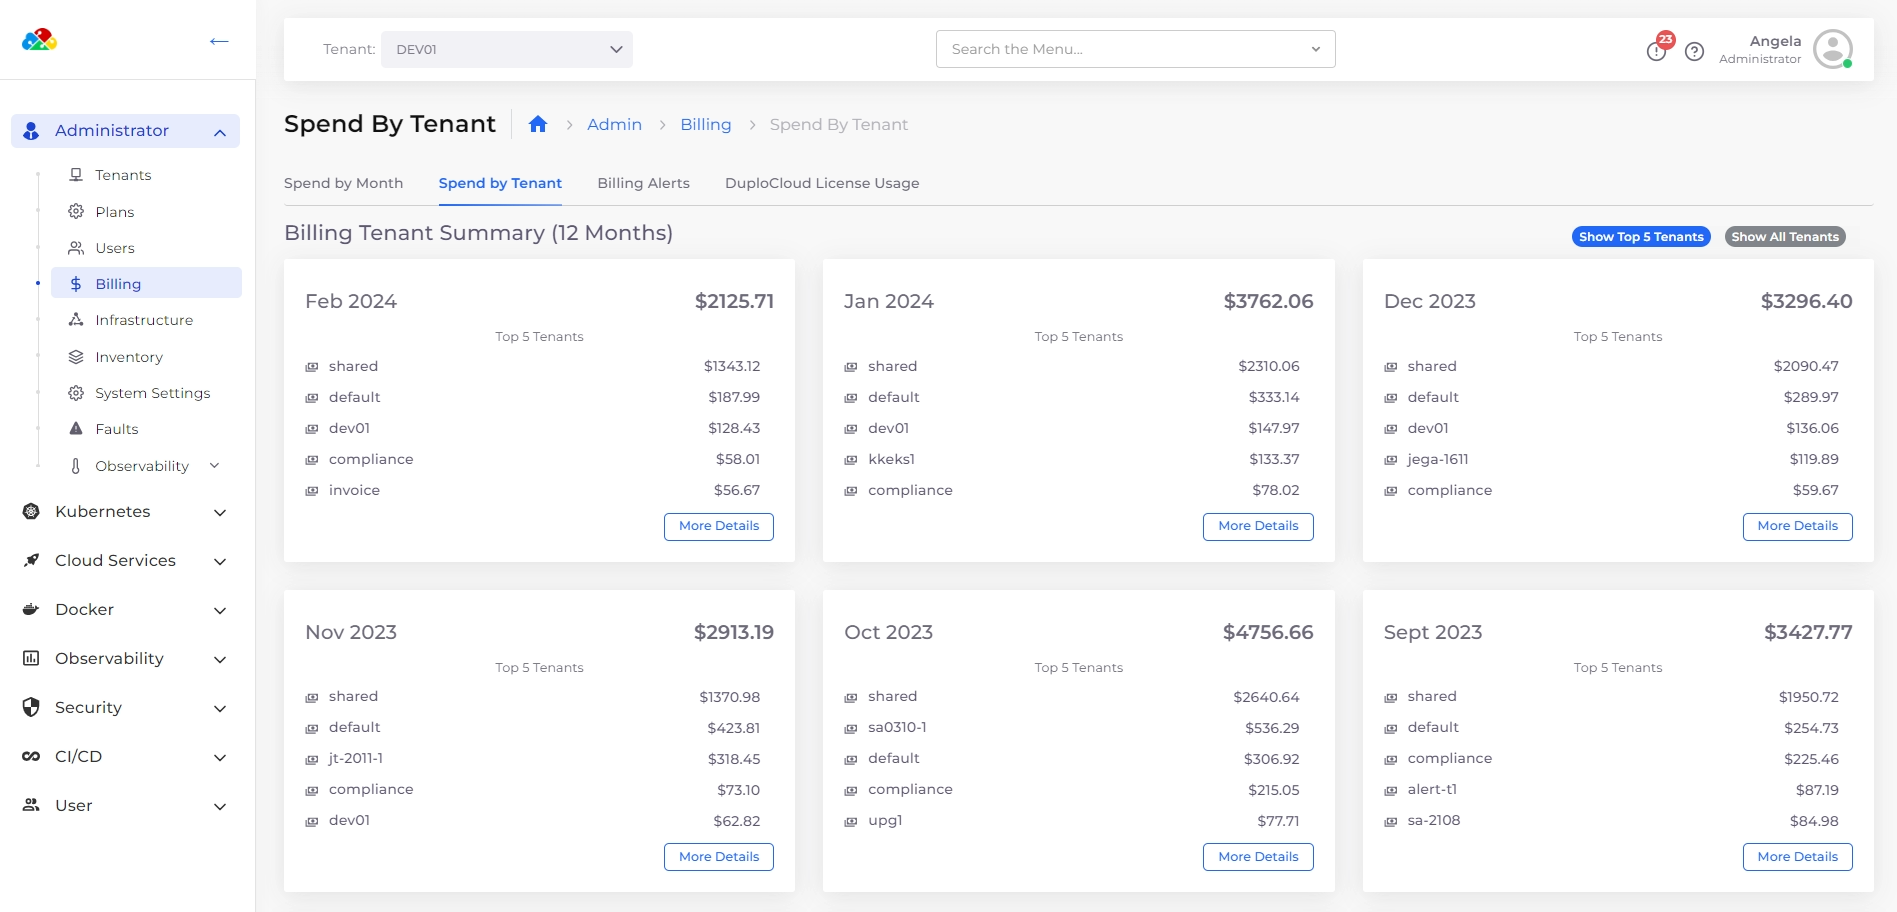 Tenant: DEV01
Search the Menu...
23
Angela
Administrator
Administrator
Tenants
Plans
Users
Billing
Infrastructure
Inventory
System Settings
Faults
Observability
Kubernetes
Cloud Services
Docker
Observability
Security
CI/CD
User
Spend By Tenant
Admin > Billing > Spend By Tenant
Spend by Month Spend by Tenant Billing Alerts DuploCloud License Usage
Billing Tenant Summary (12 Months)
Show Top 5 Tenants Show All Tenants
Feb 2024 $2125.71
Top 5 Tenants
shared $1343.12
default $187.99
dev01 $128.43
compliance $58.01
invoice $56.67
More Details
Jan 2024 $3762.06
Top 5 Tenants
shared $2310.06
default $333.14
dev01 $147.97
kkeks1 $133.37
compliance $78.02
More Details
Dec 2023 $3296.40
Top 5 Tenants
shared $2090.47
default $289.97
dev01 $136.06
jega-1611 $119.89
compliance $59.67
More Details
Nov 2023 $2913.19
Top 5 Tenants
shared $1370.98
default $423.81
jt-2011-1 $318.45
compliance $73.10
dev01 $62.82
More Details
Oct 2023 $4756.66
Top 5 Tenants
shared $2640.64
sa0310-1 $536.29
default $306.92
compliance $215.05
upg1 $77.71
More Details
Sept 2023 $3427.77
Top 5 Tenants
shared $1950.72
default $254.73
compliance $225.46
alert-t1 $87.19
sa-2108 $84.98
More Details